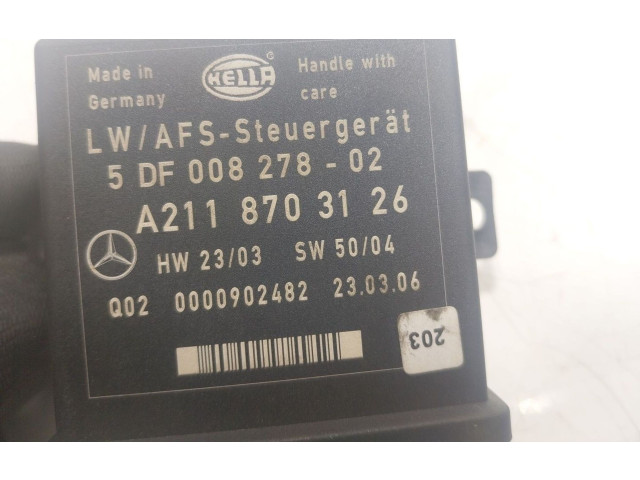 Made in
Germany
HELLA
®
Handle with
care
LW/AFS-Steuergerät
5 DF 008 278 - 02
A211 870 31 26
HW 23/03 SW 50/04
Q02 0000902482 23.03.06
203